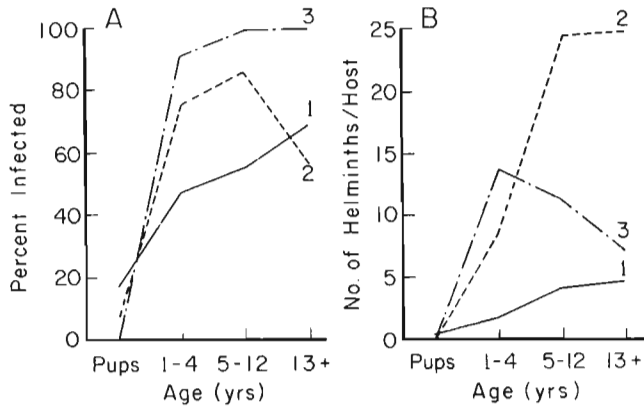 A
Percent Infected
100
80
60
40
20
0
3
1
2
Pups 1-4 5-12 13+
Age (yrs)
B
No. of Helminths/Host
25
20
15
10
5
0
2
3
1
Pups 1-4 5-12 13+
Age (yrs)